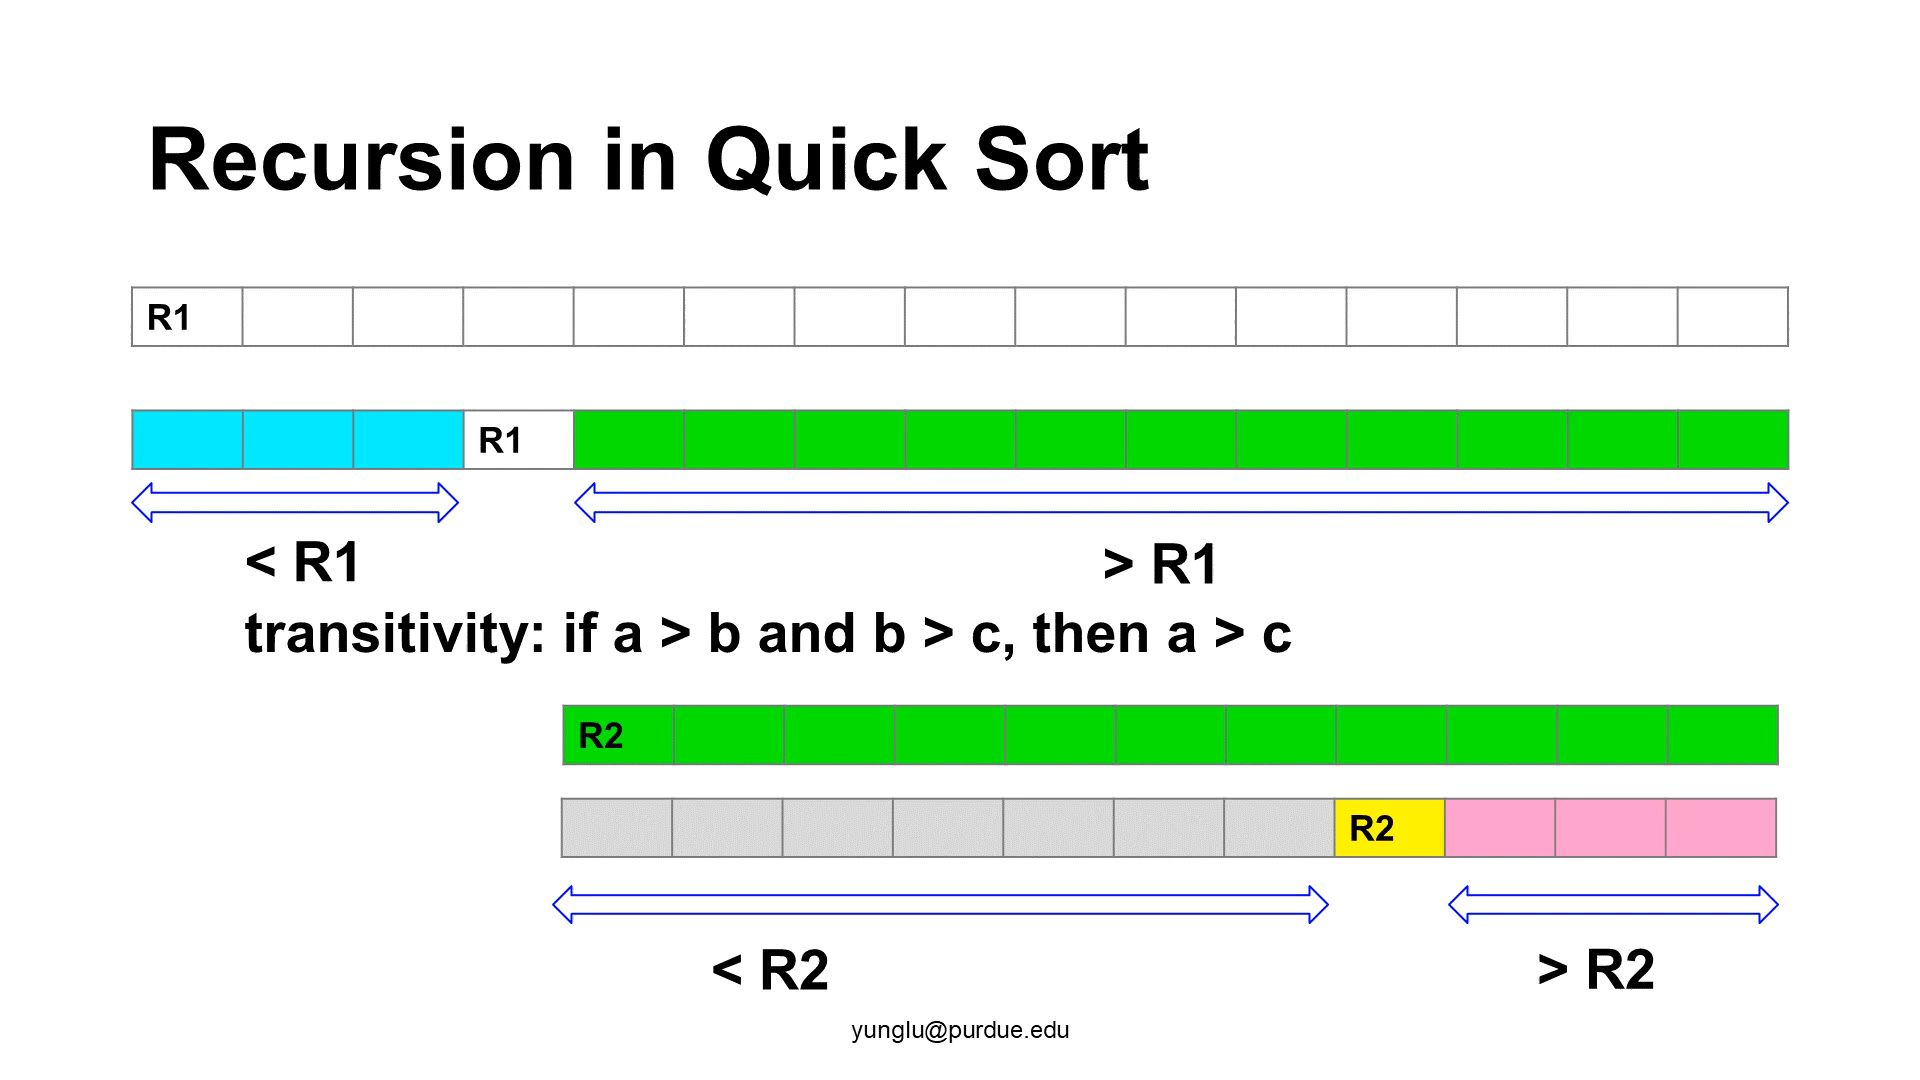 Recursion in Quick Sort
R1
R1
< R1
> R1
transitivity: if a > b and b > c, then a > c
R2
R2
< R2
> R2
yunglu@purdue.edu